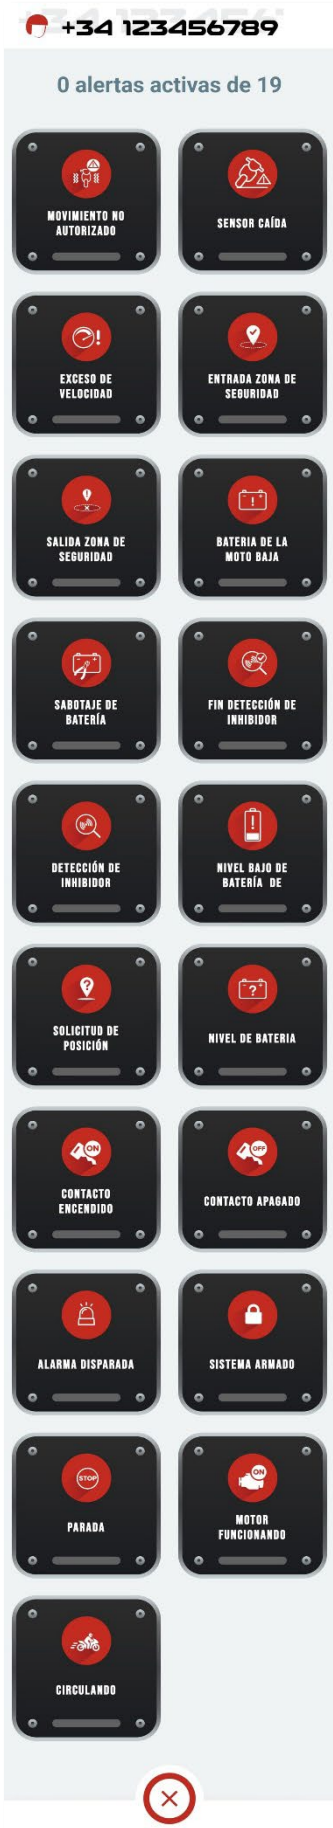 +34 123456789
0 alertas activas de 19
MOVIMIENTO NO
AUTORIZADO
SENSOR CAÍDA
EXCESO DE
VELOCIDAD
ENTRADA ZONA DE
SEGURIDAD
SALIDA ZONA DE
SEGURIDAD
BATERIA DE LA
MOTO BAJA
SABOTAJE DE
BATERÍA
FIN DETECCIÓN DE
INHIBIDOR
DETECCIÓN DE
INHIBIDOR
NIVEL BAJO DE
BATERÍA DE
SOLICITUD DE
POSICIÓN
NIVEL DE BATERIA
ON
CONTACTO
ENCENDIDO
OFF
CONTACTO APAGADO
ALARMA DISPARADA
SISTEMA ARMADO
STOP
PARADA
ON
MOTOR
FUNCIONANDO
CIRCULANDO